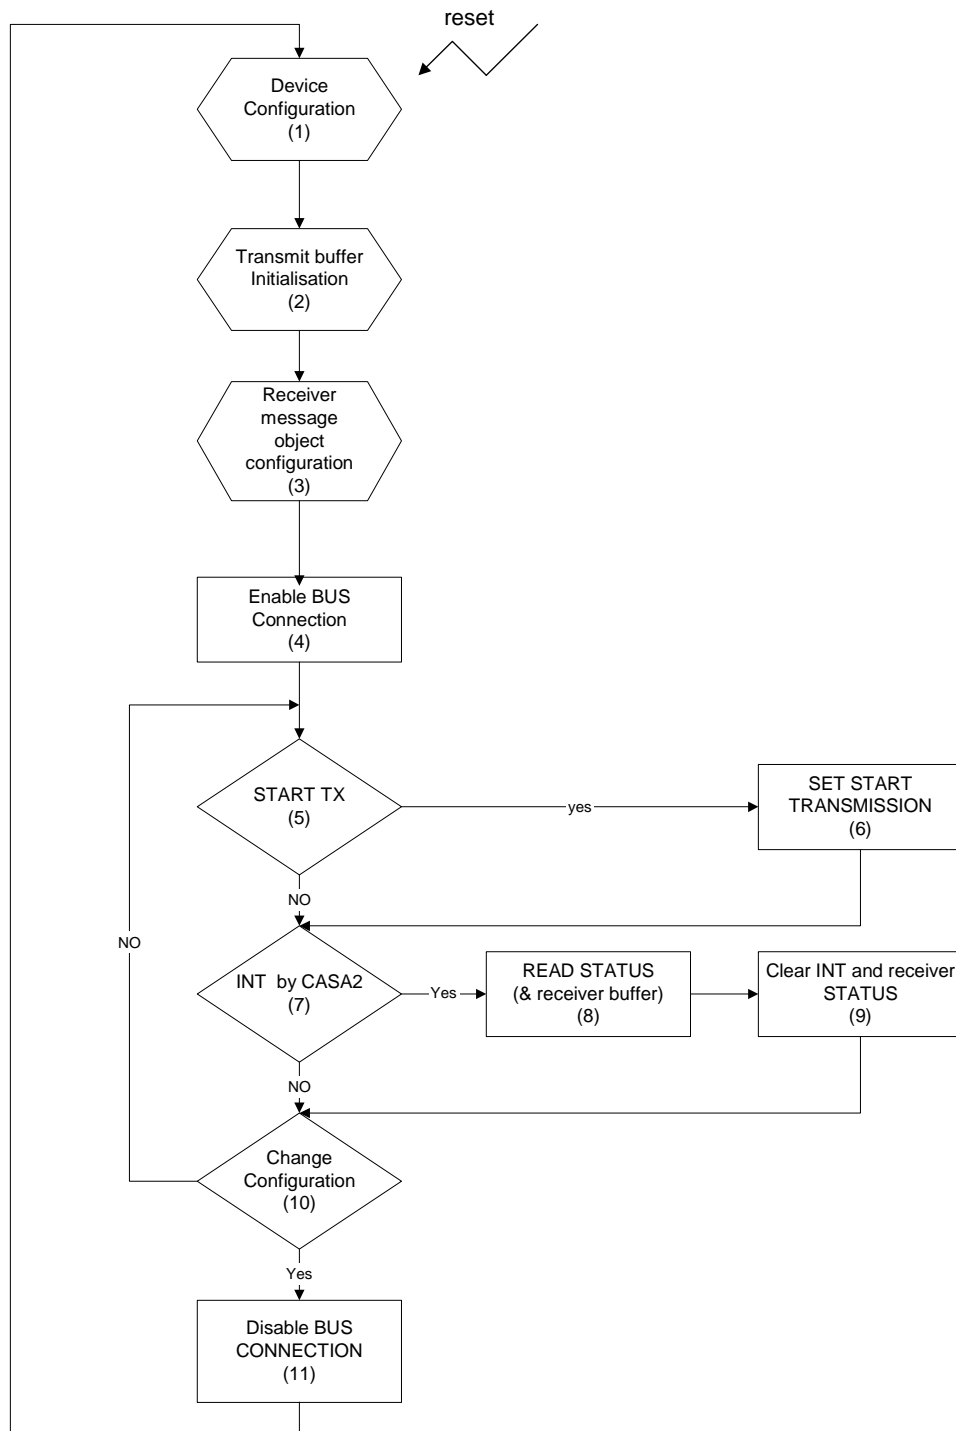 reset
Device
Configuration
(1)
Transmit buffer
Initialisation
(2)
Receiver
message
object
configuration
(3)
Enable BUS
Connection
(4)
START TX
(5)
yes
SET START
TRANSMISSION
(6)
NO
NO
INT by CASA2
(7)
Yes
READ STATUS
(& receiver buffer)
(8)
Clear INT and receiver
STATUS
(9)
NO
Change
Configuration
(10)
Yes
Disable BUS
CONNECTION
(11)